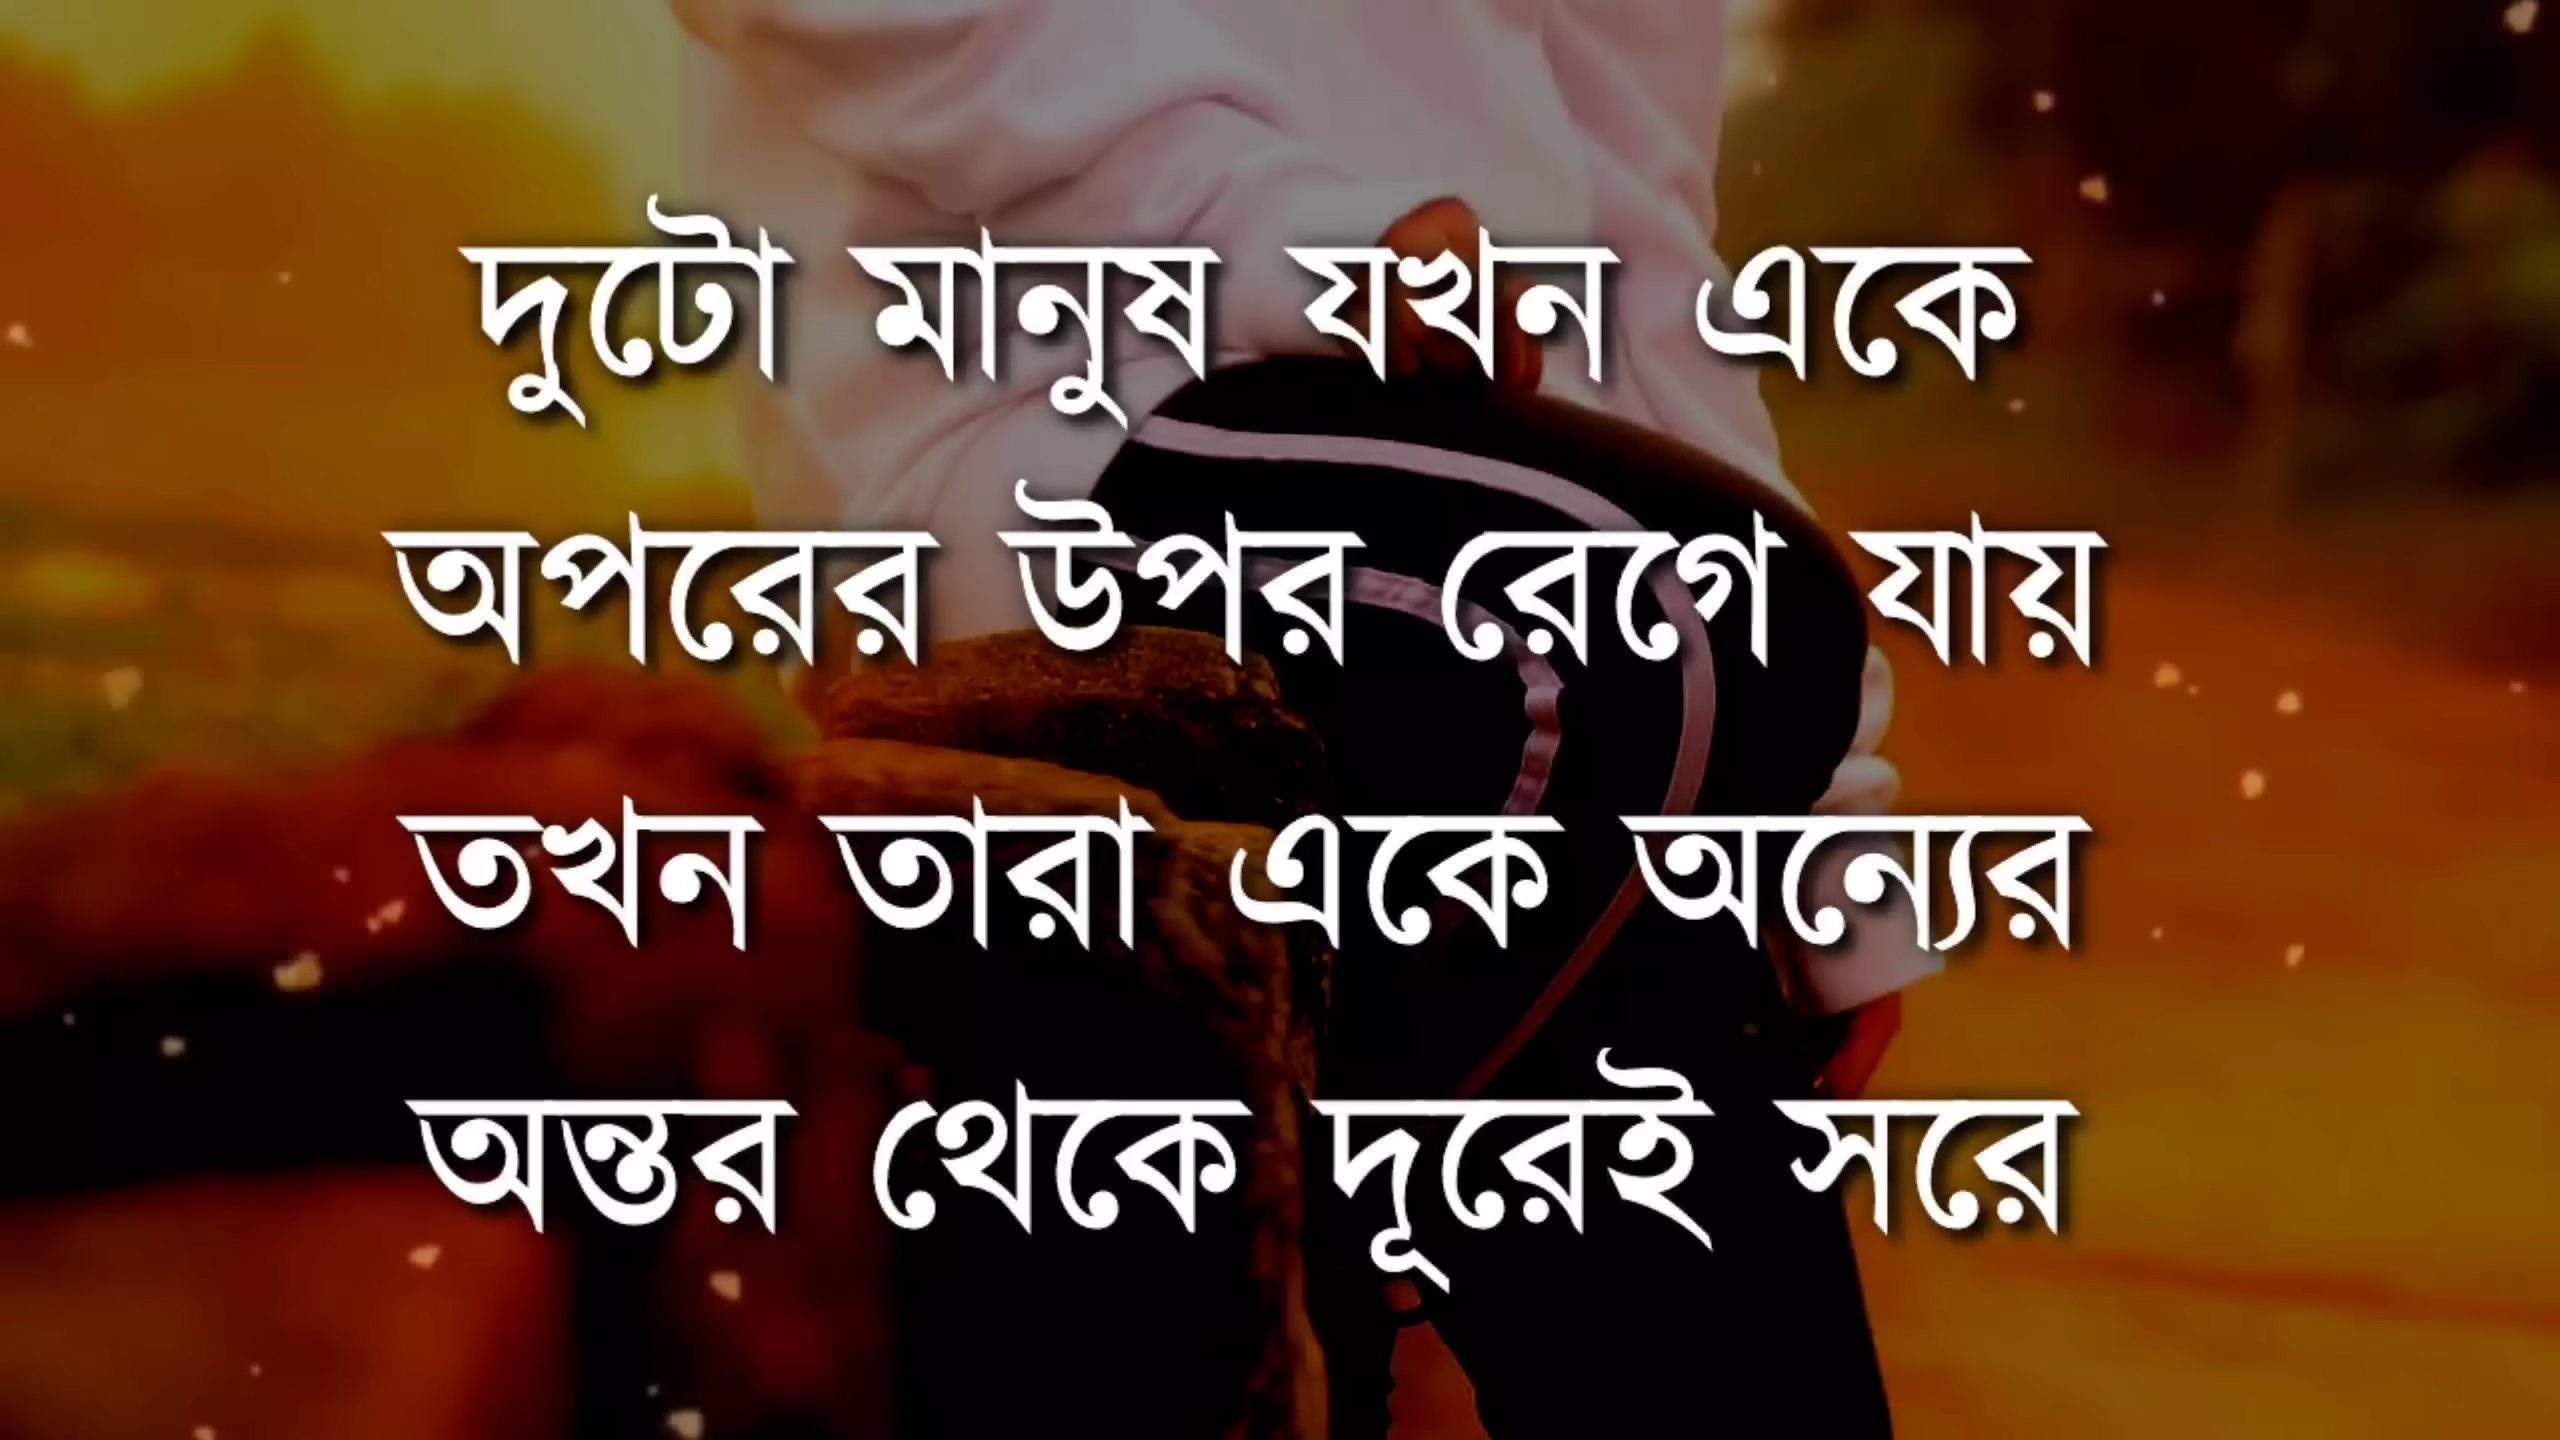 দুটো মানুষ যখন একে
অপরের উপর রেগে যায়
তখন তারা একে অন্যের
অন্তর থেকে দূরেই সরে